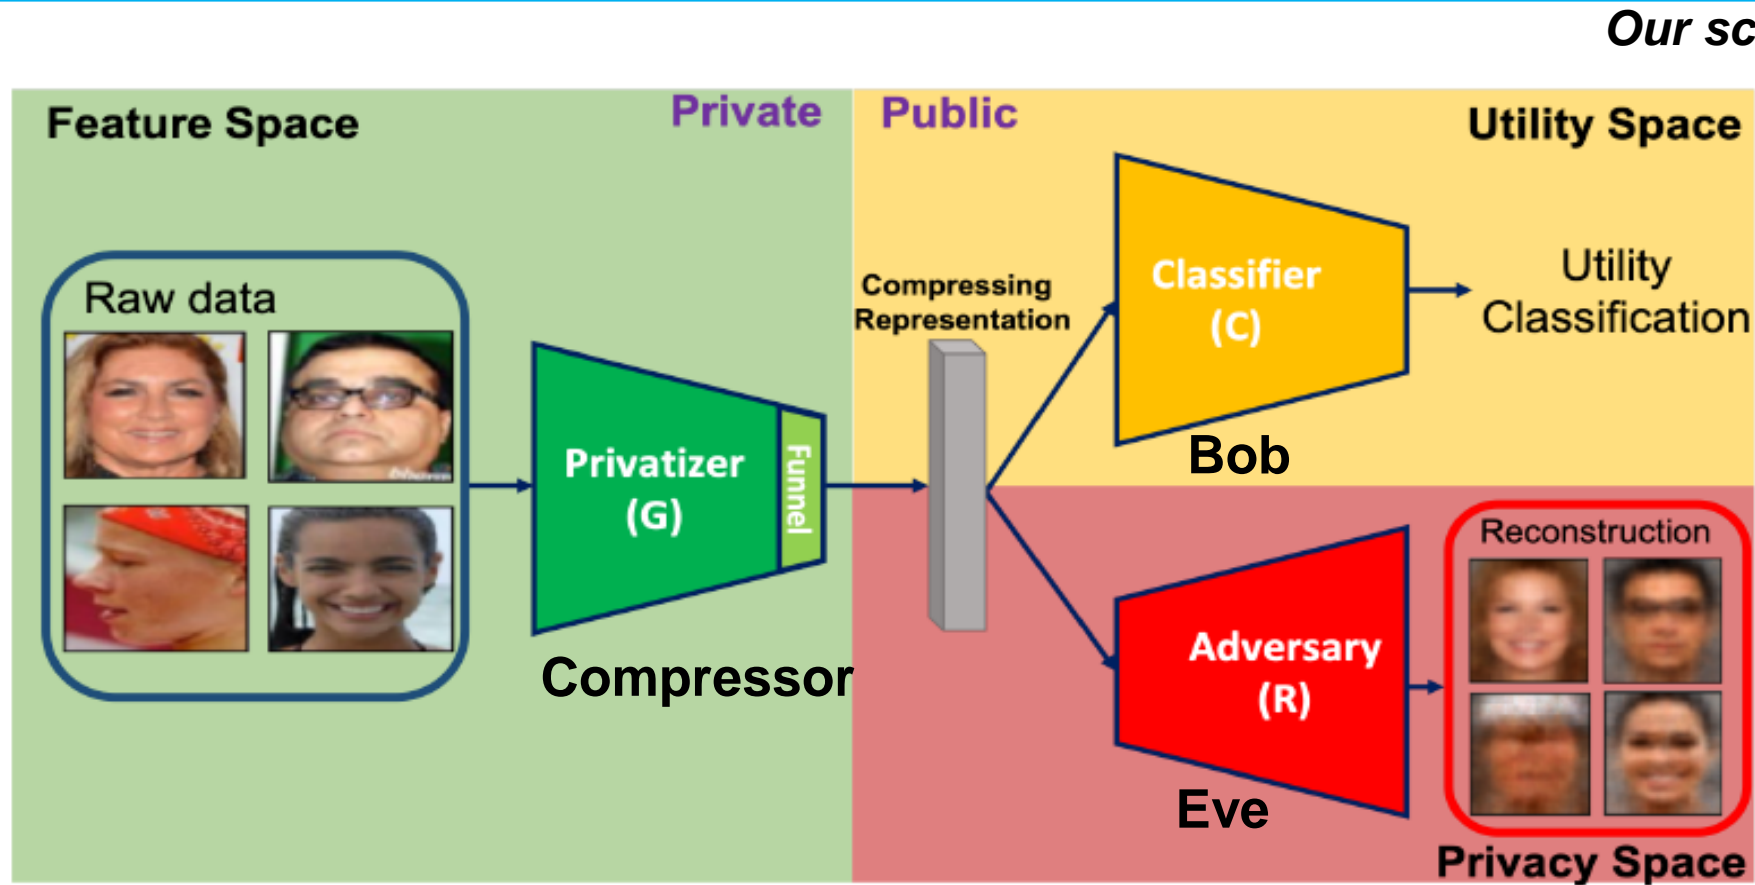 Our sc
Feature Space
Private
Public
Utility Space
Raw data
Compressing
Representation
Classifier
(C)
Utility
Classification
Bob
Privatizer
(G)
Funnel
Compressor
Reconstruction
Adversary
(R)
Eve
Privacy Space